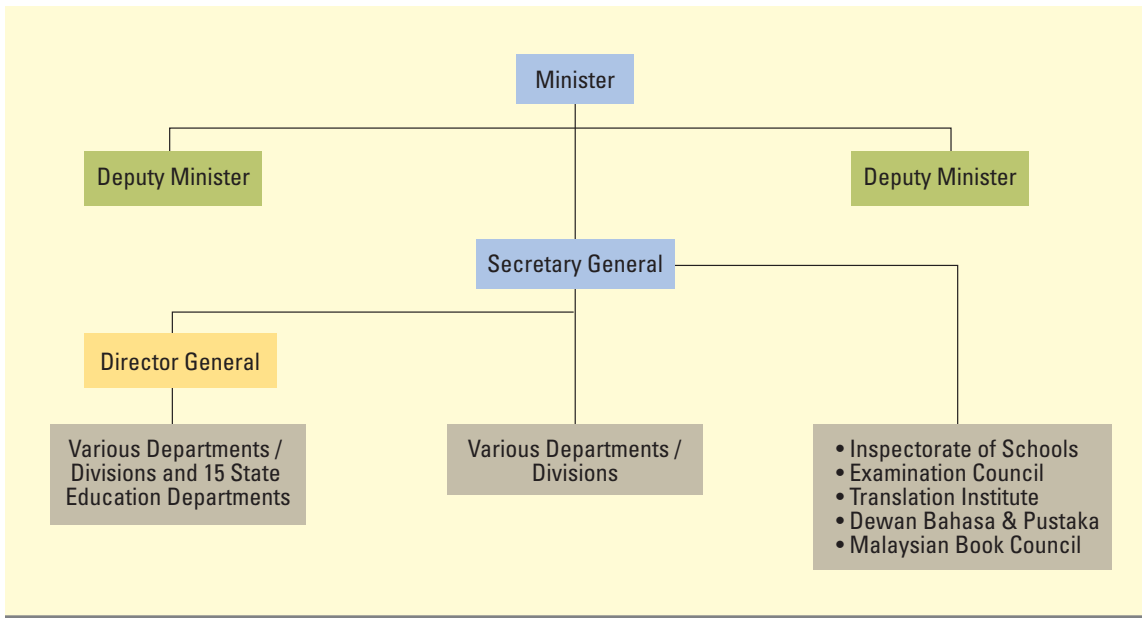 Minister
Deputy Minister
Deputy Minister
Secretary General
Director General
Various Departments /
Divisions and 15 State
Education Departments
Various Departments /
Divisions
• Inspectorate of Schools
• Examination Council
• Translation Institute
• Dewan Bahasa & Pustaka
• Malaysian Book Council